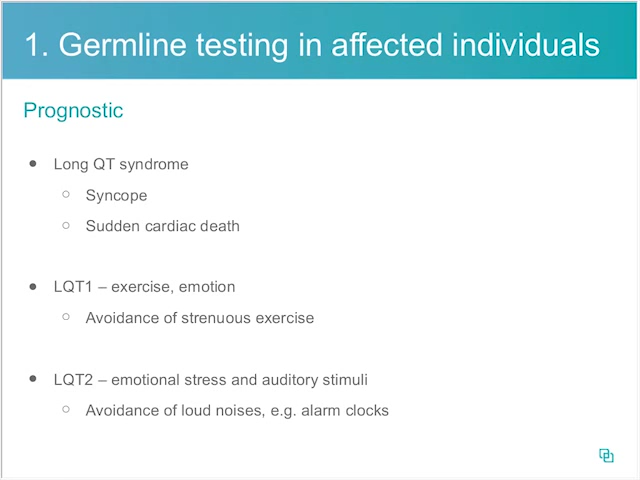 1. Germline testing in affected individuals
Prognostic
● Long QT syndrome
○ Syncope
○ Sudden cardiac death
● LQT1 – exercise, emotion
○ Avoidance of strenuous exercise
● LQT2 – emotional stress and auditory stimuli
○ Avoidance of loud noises, e.g. alarm clocks